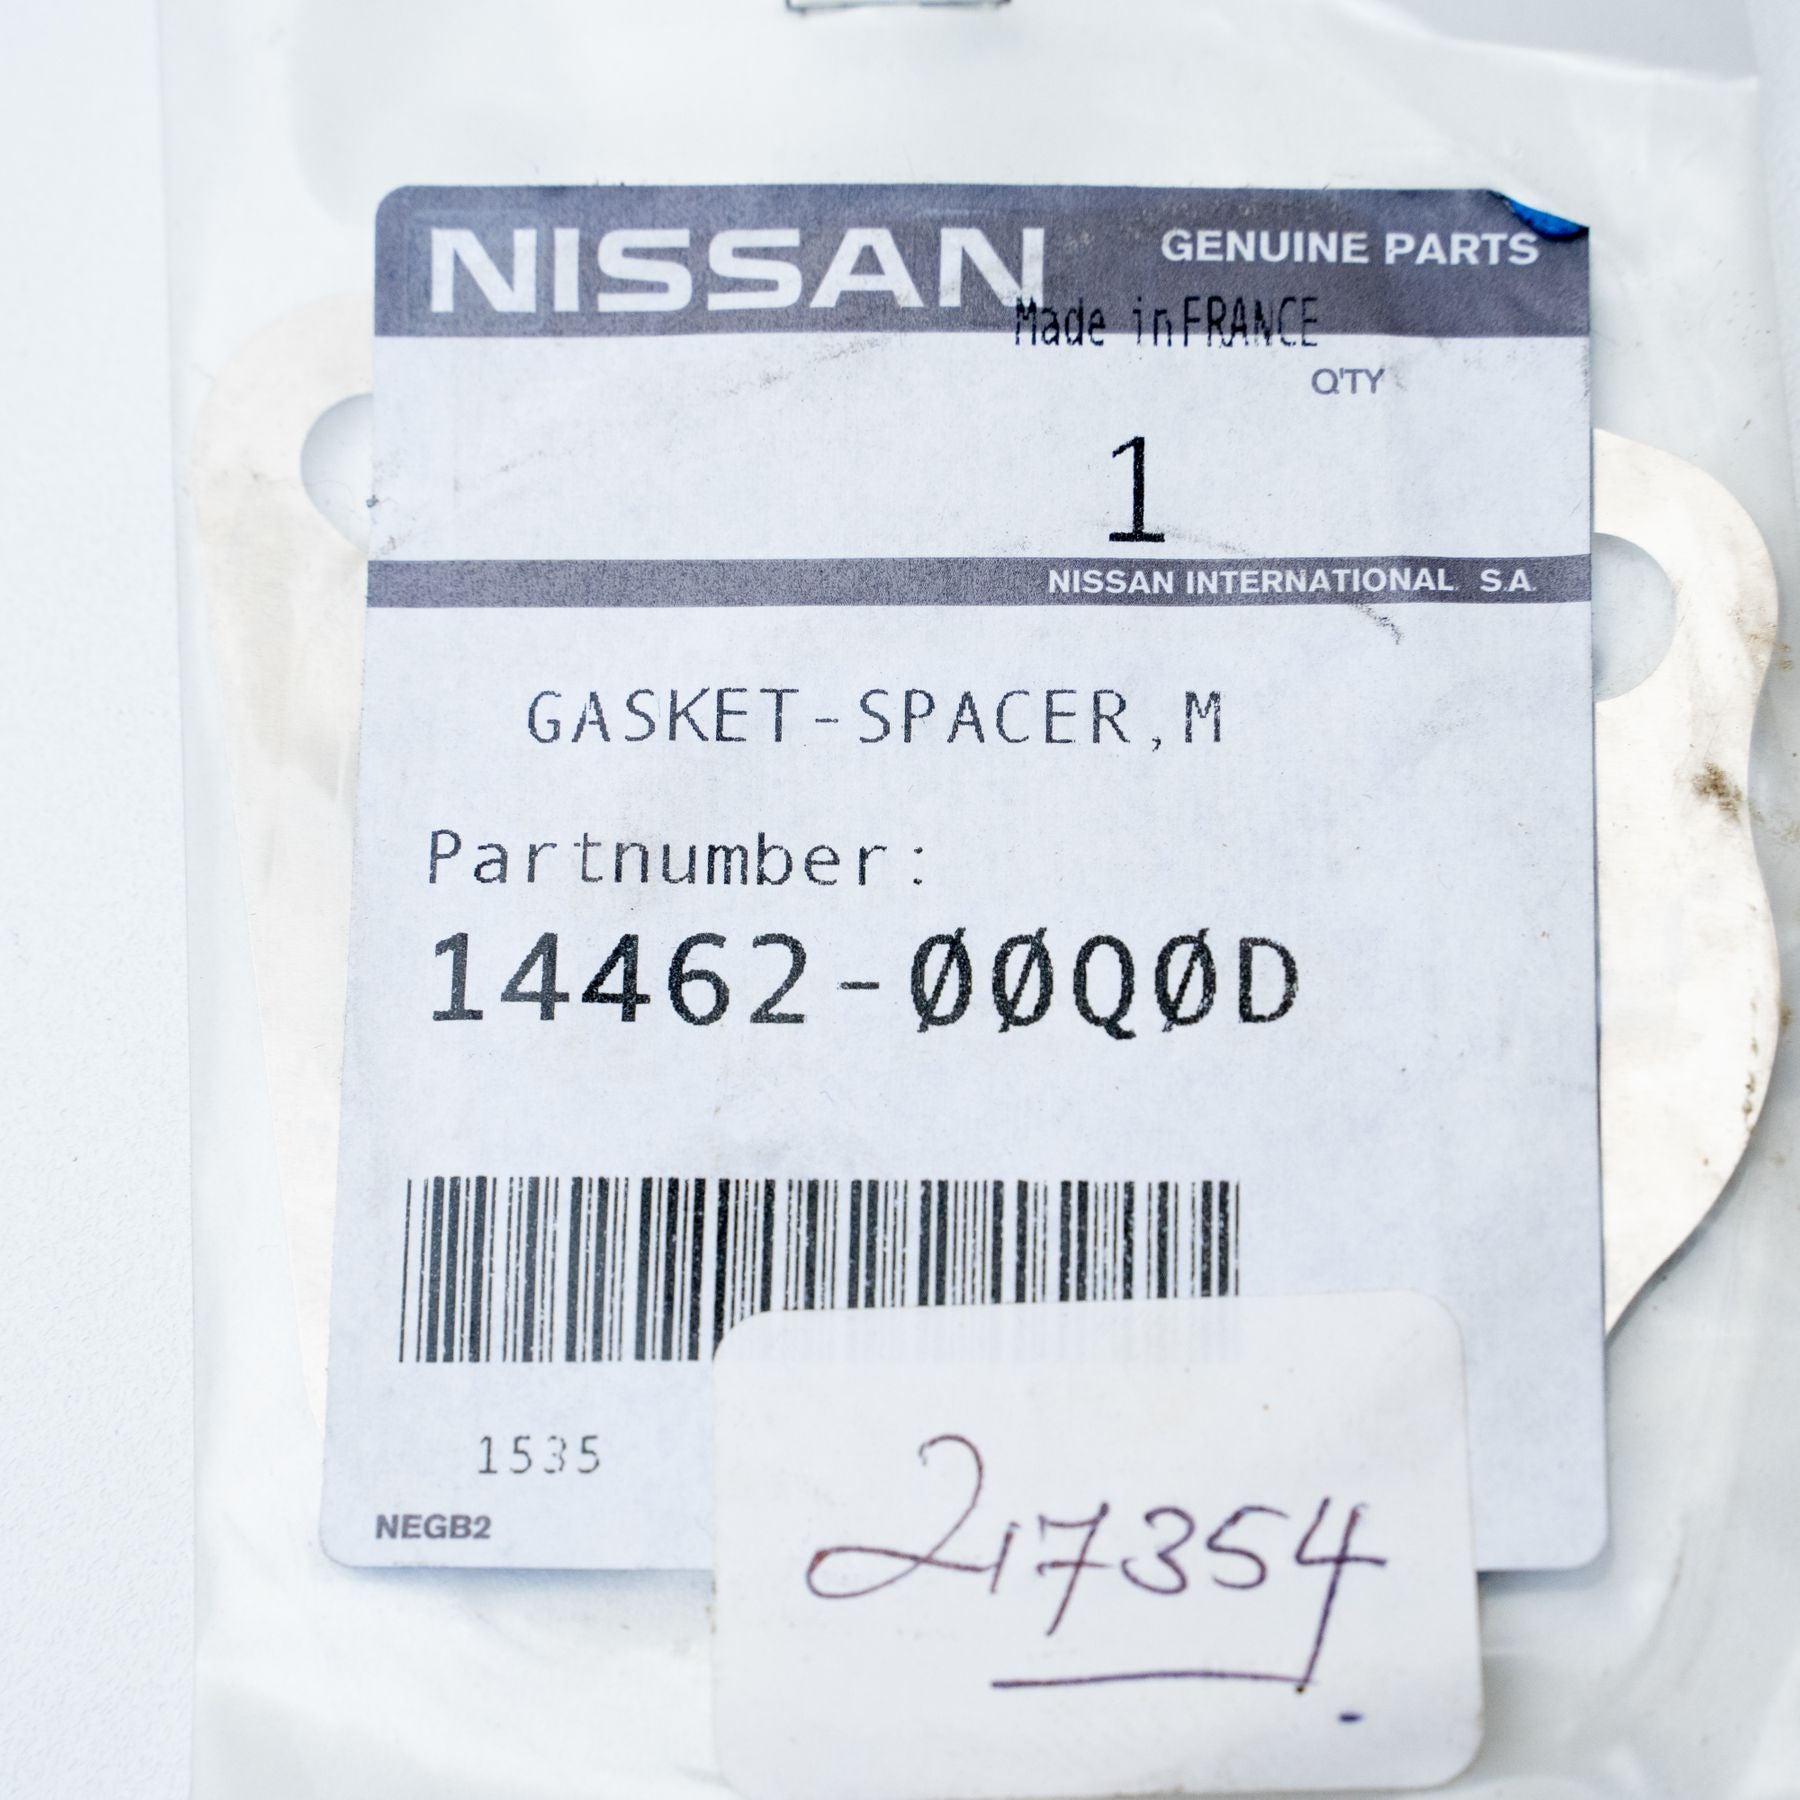 NISSAN GENUINE PARTS
Made in FRANCE
Q'TY
1
NISSAN INTERNATIONAL S.A.
GASKET-SPACER,M
Partnumber:
14462-00Q0D
1535
NEGB2
217354